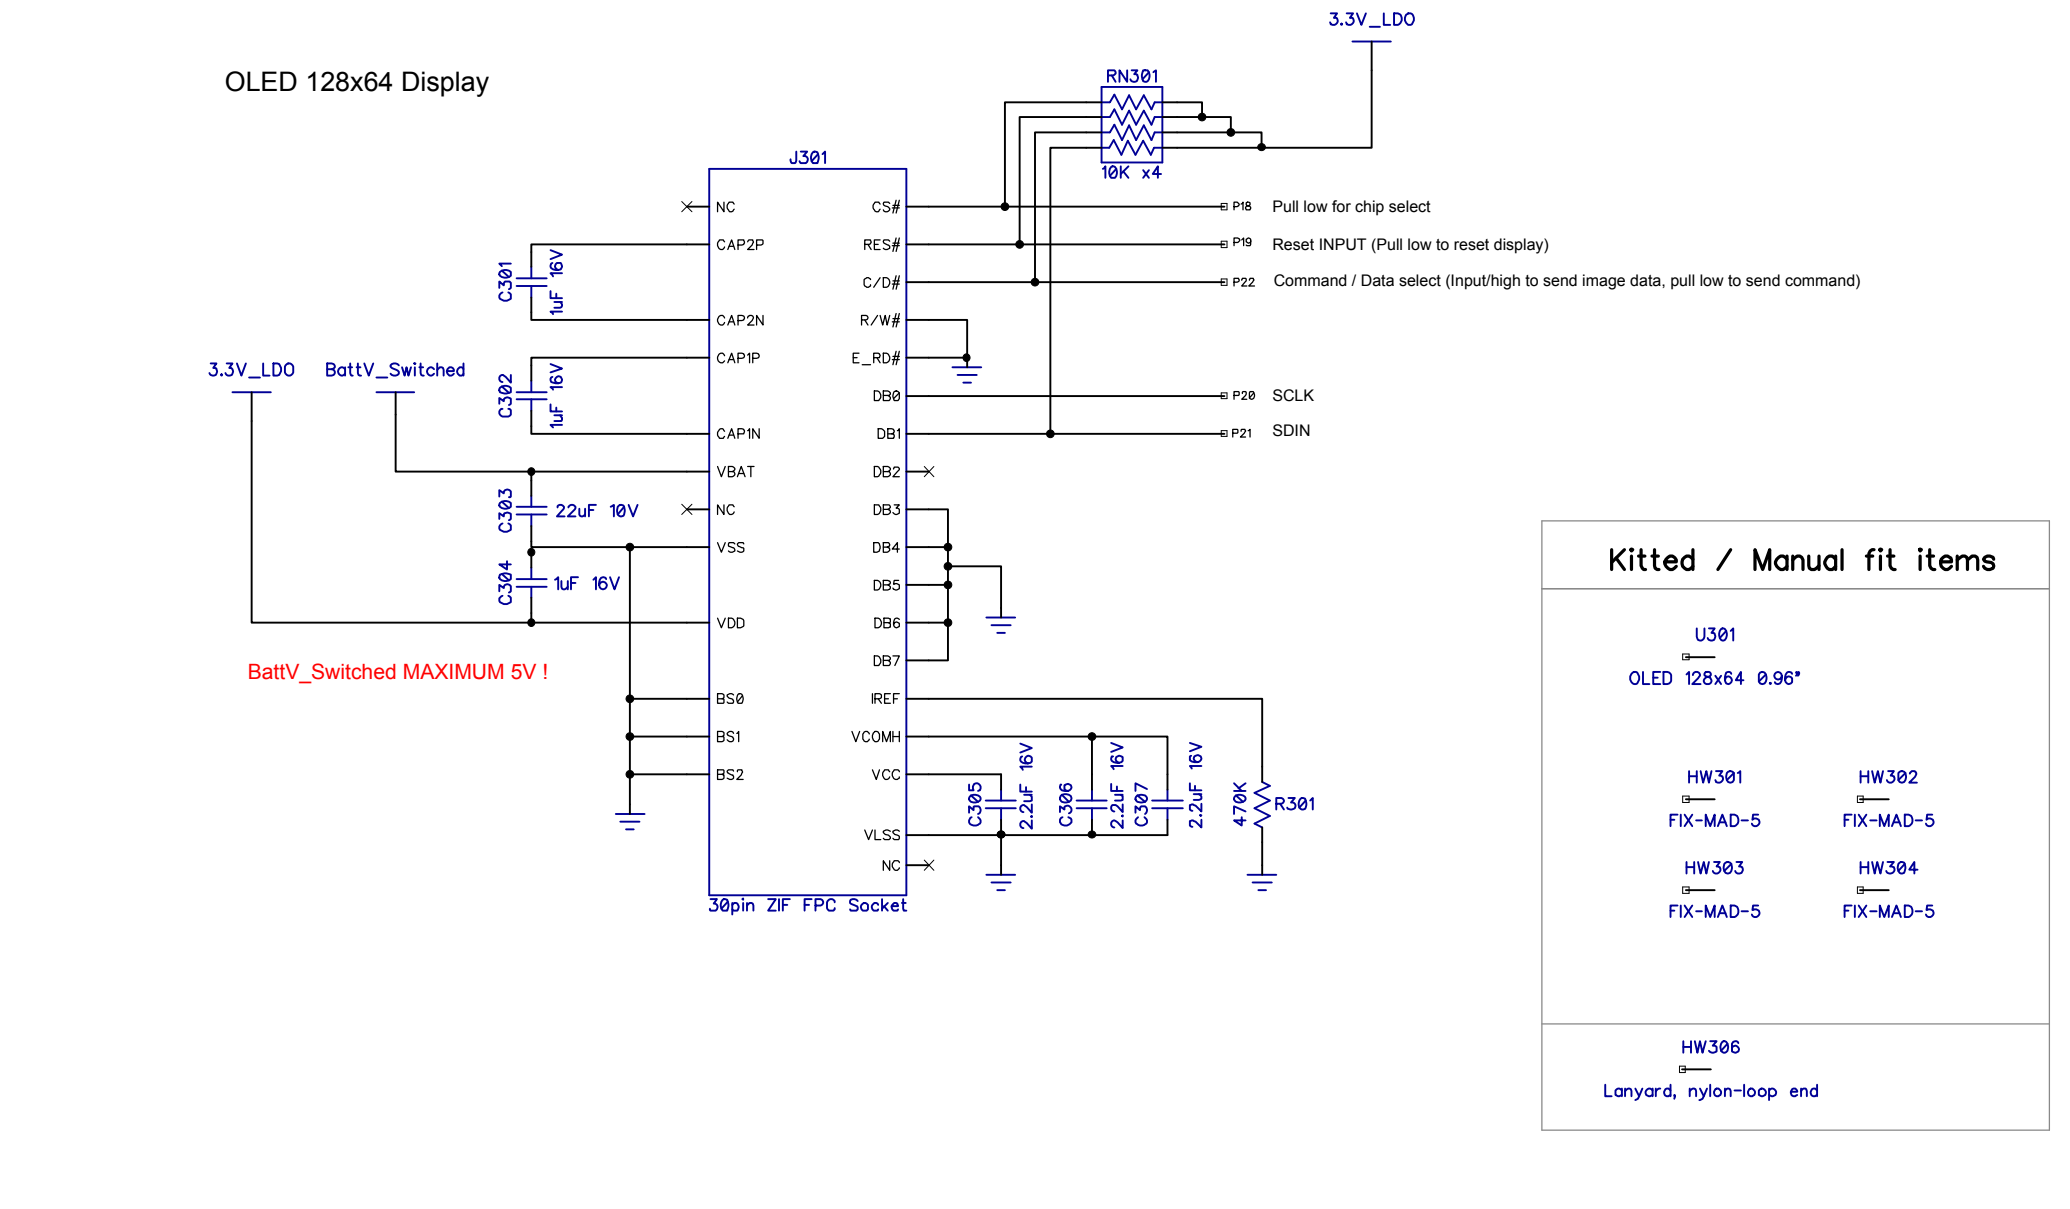 3.3V_LDO
OLED 128x64 Display
RN301
10K x4
J301
NC
CAP2P
CAP2N
CAP1P
CAP1N
VBAT
NC
VSS
VDD
BS0
BS1
BS2
CS#
RES#
C/D#
R/W#
E_RD#
DB0
DB1
DB2
DB3
DB4
DB5
DB6
DB7
IREF
VCOMH
VCC
VLSS
NC
30pin ZIF FPC Socket
P18 Pull low for chip select
P19 Reset INPUT (Pull low to reset display)
P22 Command / Data select (Input/high to send image data, pull low to send command)
P20 SCLK
P21 SDIN
C301
1uF 16V
C302
1uF 16V
3.3V_LDO
BattV_Switched
C303
22uF 10V
C304
1uF 16V
BattV_Switched MAXIMUM 5V !
C305
2.2uF 16V
C306
2.2uF 16V
C307
2.2uF 16V
470K
R301
Kitted / Manual fit items
U301
OLED 128x64 0.96"
HW301
FIX-MAD-5
HW302
FIX-MAD-5
HW303
FIX-MAD-5
HW304
FIX-MAD-5
HW306
Lanyard, nylon-loop end